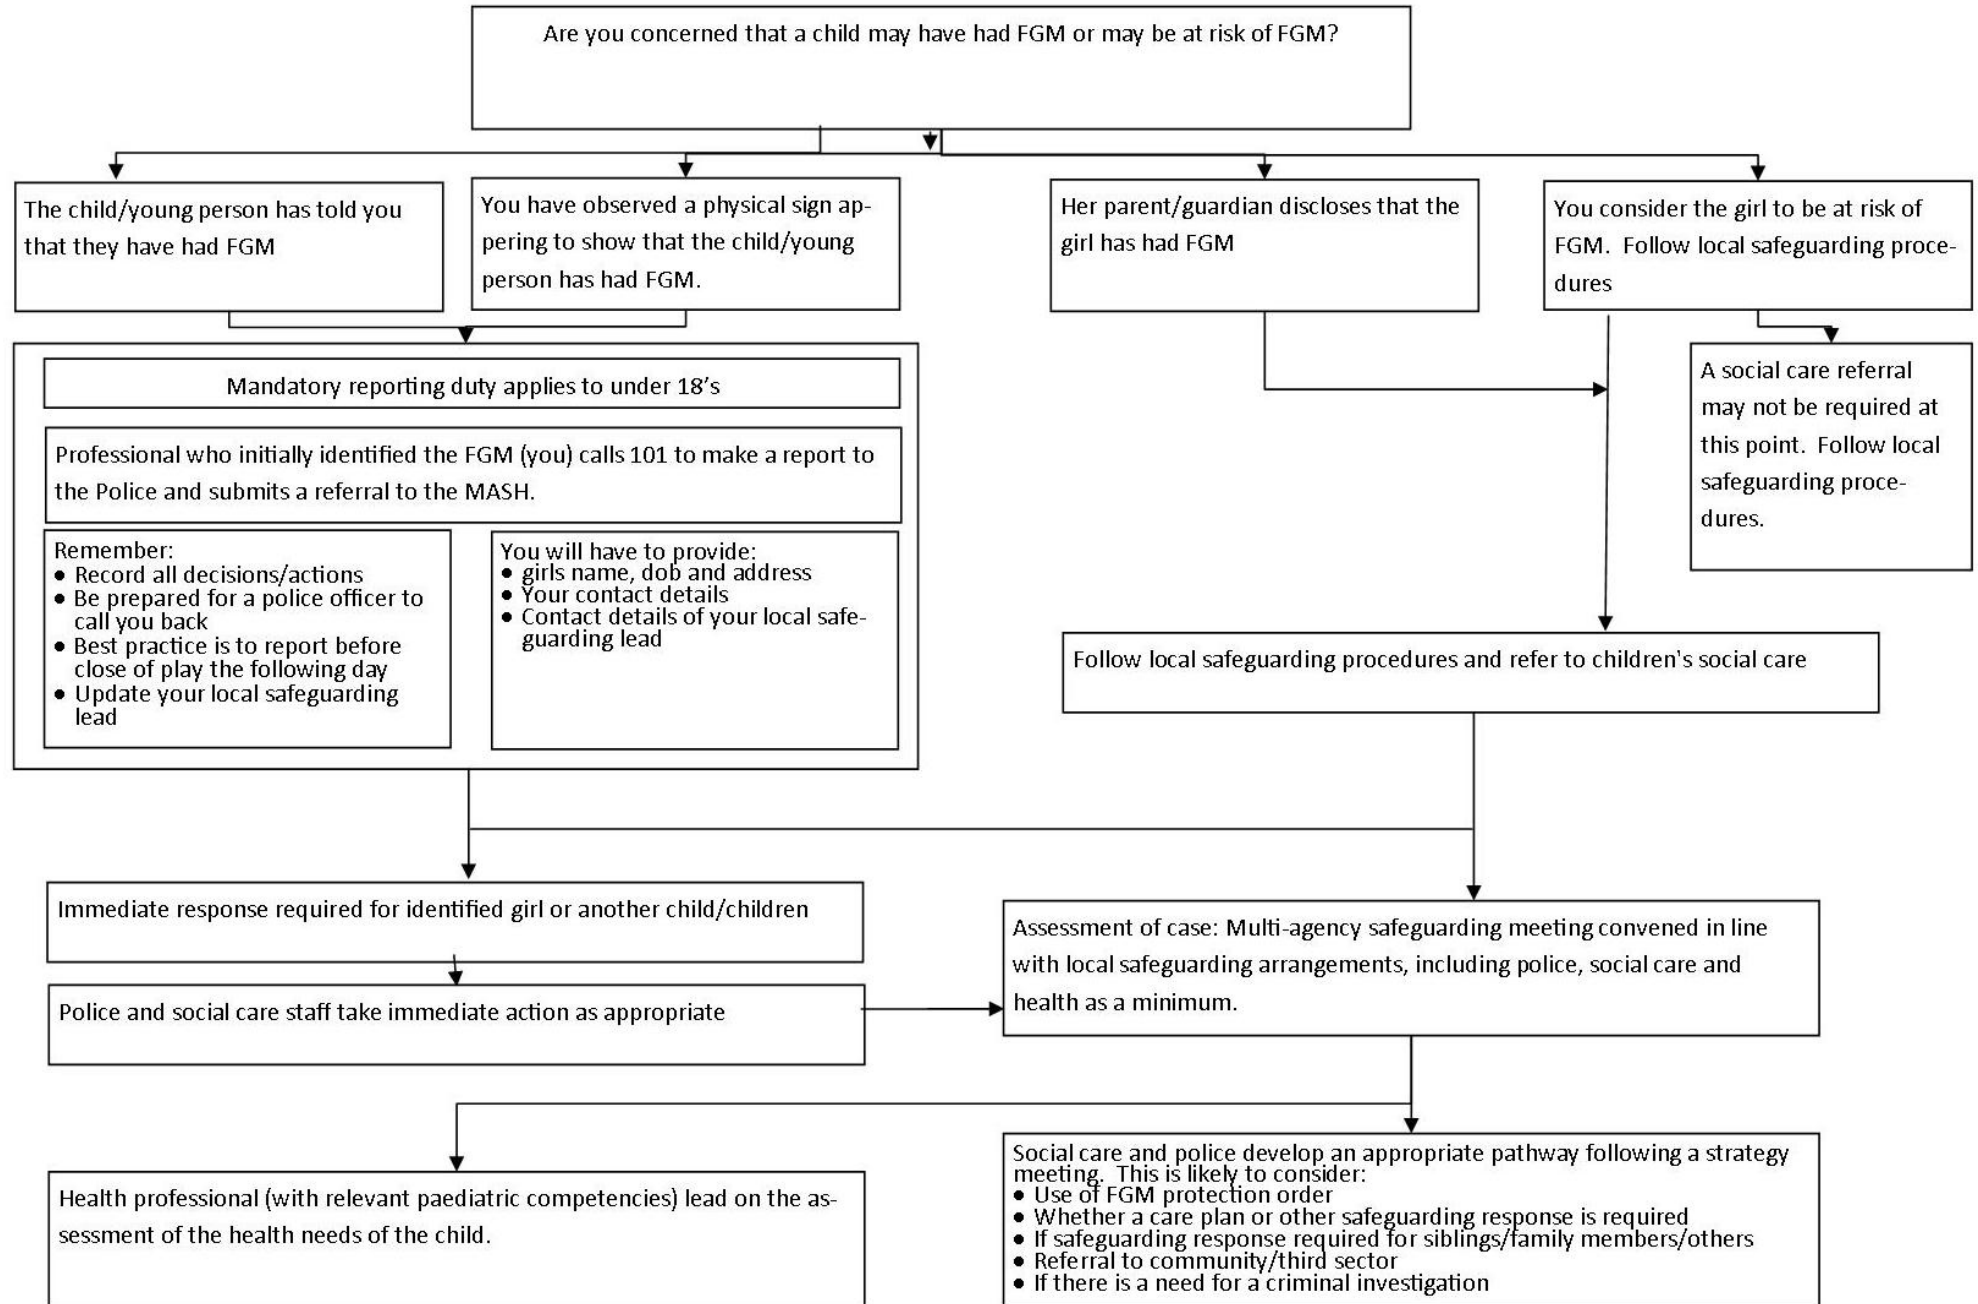 Are you concerned that a child may have had FGM or may be at risk of FGM?
The child/young person has told you
that they have had FGM
You have observed a physical sign ap-
pering to show that the child/young
person has had FGM.
Her parent/guardian discloses that the
girl has had FGM
You consider the girl to be at risk of
FGM.  Follow local safeguarding proce-
dures
A social care referral
may not be required at
this point.  Follow local
safeguarding proce-
dures.
Mandatory reporting duty applies to under 18’s
Professional who initially identified the FGM (you) calls 101 to make a report to
the Police and submits a referral to the MASH.
Remember:
• Record all decisions/actions
• Be prepared for a police officer to
call you back
• Best practice is to report before
close of play the following day
• Update your local safeguarding
lead
You will have to provide:
• girls name, dob and address
• Your contact details
• Contact details of your local safe-
guarding lead
Follow local safeguarding procedures and refer to children's social care
Immediate response required for identified girl or another child/children
Police and social care staff take immediate action as appropriate
Assessment of case: Multi-agency safeguarding meeting convened in line
with local safeguarding arrangements, including police, social care and
health as a minimum.
Health professional (with relevant paediatric competencies) lead on the as-
sessment of the health needs of the child.
Social care and police develop an appropriate pathway following a strategy
meeting.  This is likely to consider:
• Use of FGM protection order
• Whether a care plan or other safeguarding response is required
• If safeguarding response required for siblings/family members/others
• Referral to community/third sector
• If there is a need for a criminal investigation